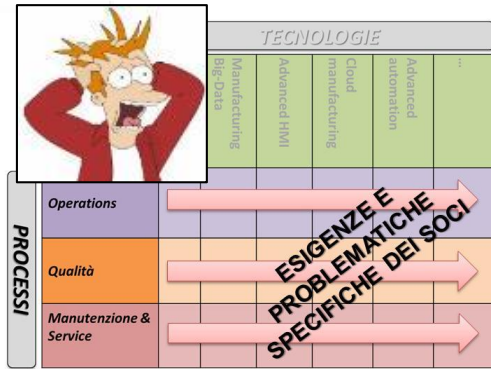 TECNOLOGIE
Manufacturing
Big-Data
Advanced HMI
Cloud
manufacturing
Advanced
automation
...
PROCESSI
Operations
Qualità
Manutenzione &
Service
ESIGENZE E
PROBLEMATICHE
SPECIFICHE DEI SOCI